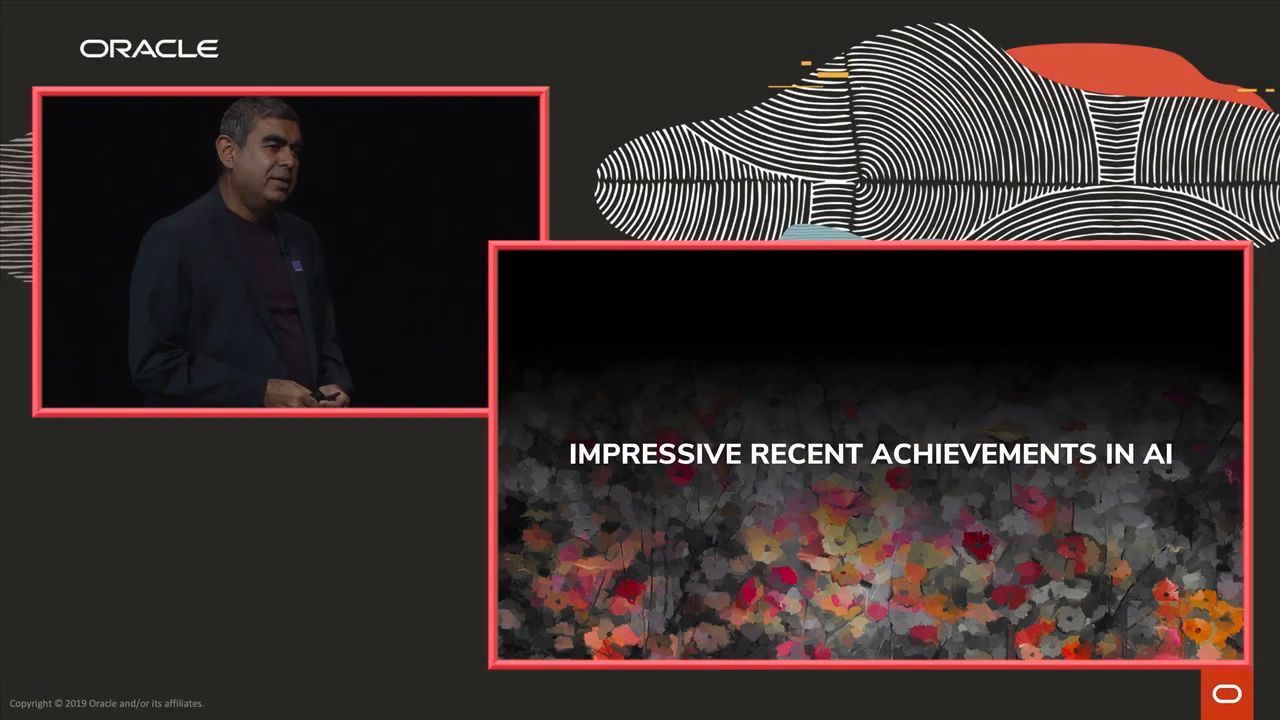 ORACLE
IMPRESSIVE RECENT ACHIEVEMENTS IN AI
Copyright © 2019 Oracle and/or its affiliates.